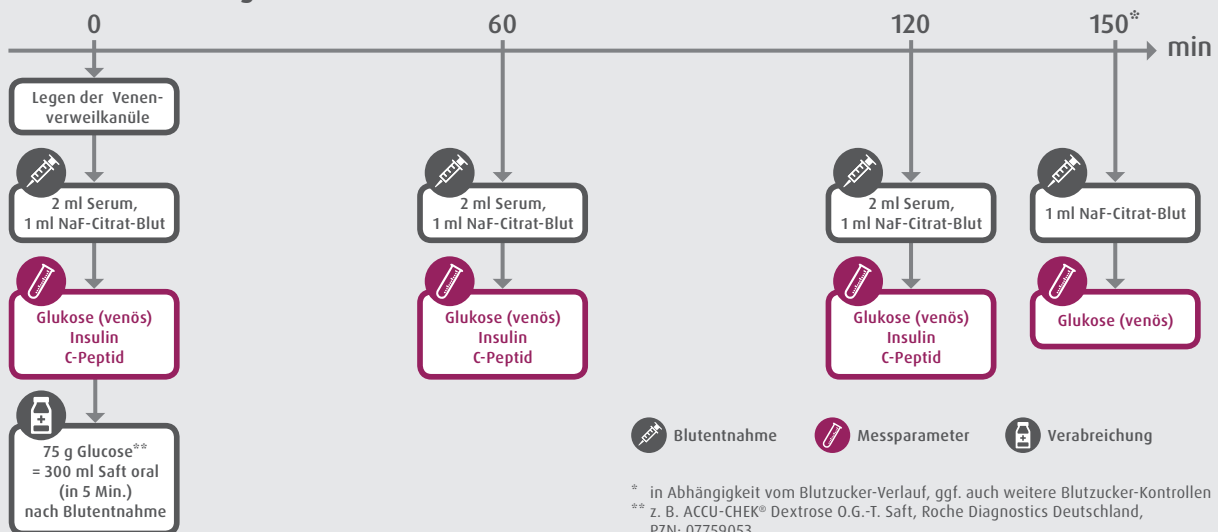 0
60
120
150*
min
Legen der Venen-
verweilkanüle
2 ml Serum,
1 ml NaF-Citrat-Blut
2 ml Serum,
1 ml NaF-Citrat-Blut
2 ml Serum,
1 ml NaF-Citrat-Blut
1 ml NaF-Citrat-Blut
Glukose (venös)
Insulin
C-Peptid
Glukose (venös)
Insulin
C-Peptid
Glukose (venös)
Insulin
C-Peptid
Glukose (venös)
75 g Glucose**
= 300 ml Saft oral
(in 5 Min.)
nach Blutentnahme
Blutentnahme
Messparameter
Verabreichung
* in Abhängigkeit vom Blutzucker-Verlauf, ggf. auch weitere Blutzucker-Kontrollen
** z. B. ACCU-CHEK® Dextrose O.G.-T. Saft, Roche Diagnostics Deutschland,
PZN: 07759053